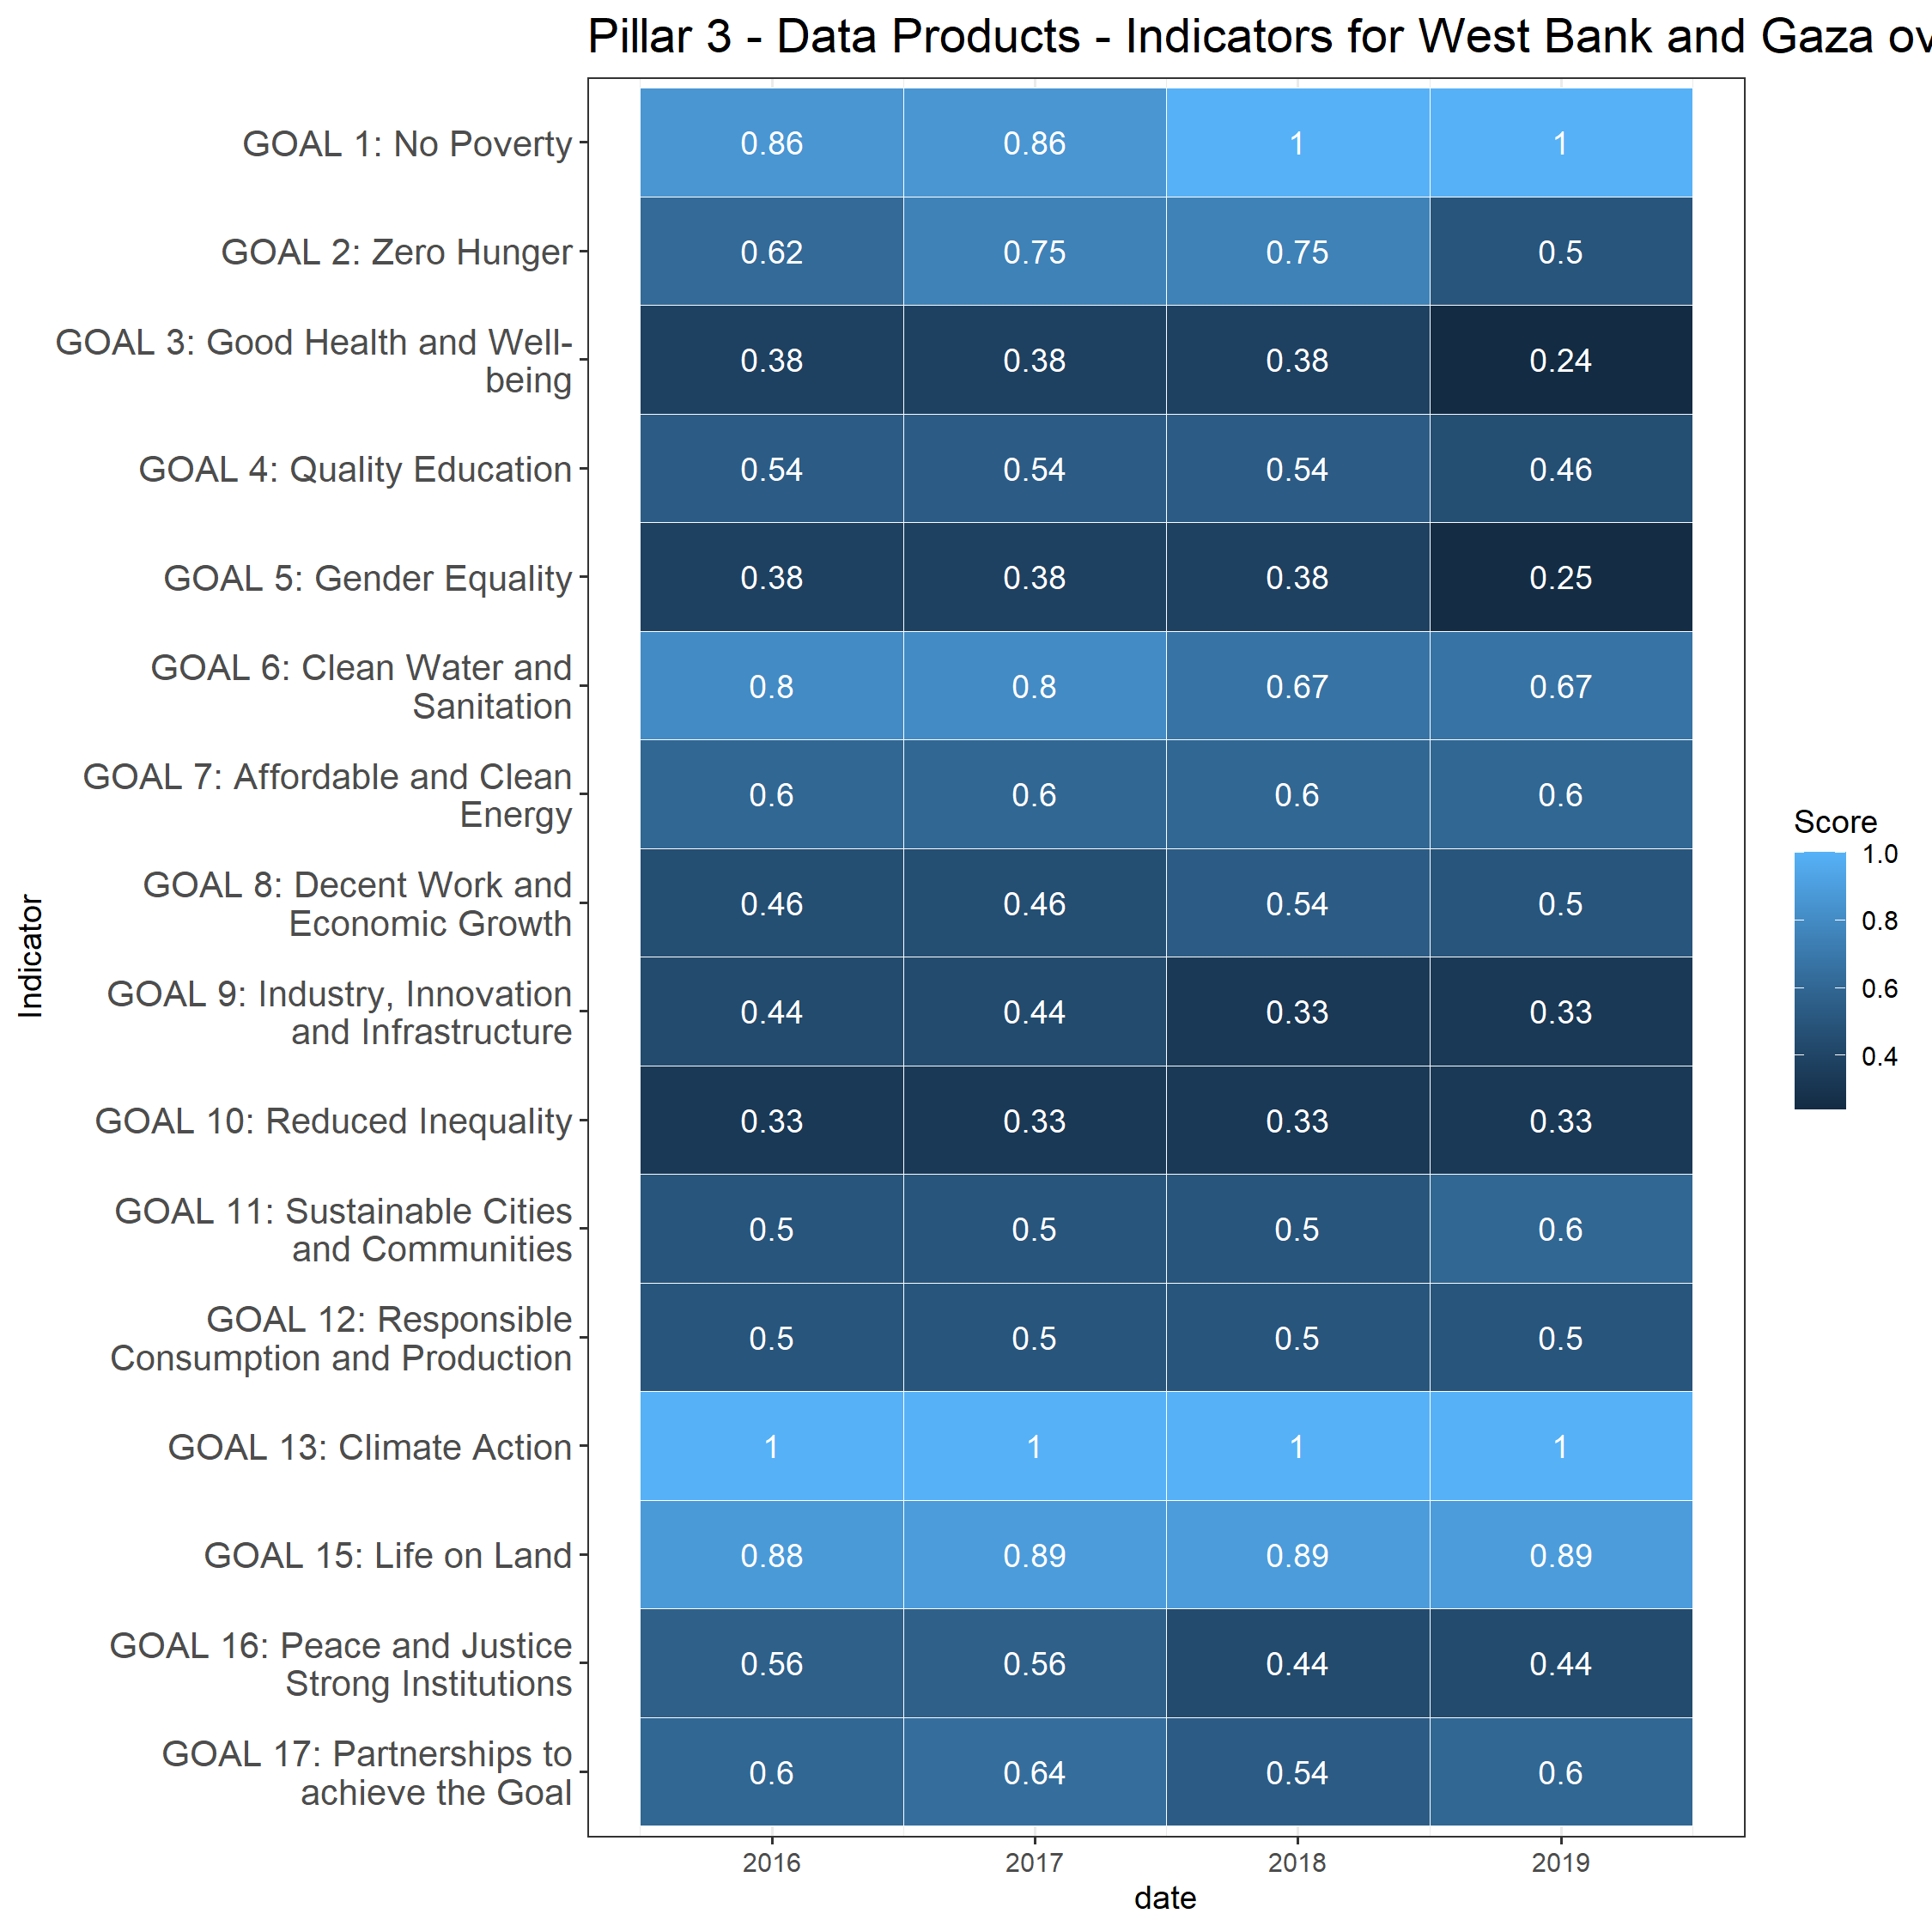 Pillar 3 - Data Products - Indicators for West Bank and Gaza ov
GOAL 1: No Poverty
0.86 0.86 1 1
GOAL 2: Zero Hunger
0.62 0.75 0.75 0.5
GOAL 3: Good Health and Well-
being
0.38 0.38 0.38 0.24
GOAL 4: Quality Education
0.54 0.54 0.54 0.46
GOAL 5: Gender Equality
0.38 0.38 0.38 0.25
GOAL 6: Clean Water and
Sanitation
0.8 0.8 0.67 0.67
GOAL 7: Affordable and Clean
Energy
0.6 0.6 0.6 0.6
GOAL 8: Decent Work and
Economic Growth
0.46 0.46 0.54 0.5
GOAL 9: Industry, Innovation
and Infrastructure
0.44 0.44 0.33 0.33
GOAL 10: Reduced Inequality
0.33 0.33 0.33 0.33
GOAL 11: Sustainable Cities
and Communities
0.5 0.5 0.5 0.6
GOAL 12: Responsible
Consumption and Production
0.5 0.5 0.5 0.5
GOAL 13: Climate Action
1 1 1 1
GOAL 15: Life on Land
0.88 0.89 0.89 0.89
GOAL 16: Peace and Justice
Strong Institutions
0.56 0.56 0.44 0.44
GOAL 17: Partnerships to
achieve the Goal
0.6 0.64 0.54 0.6
2016 2017 2018 2019
date
Indicator
Score
1.0
0.8
0.6
0.4